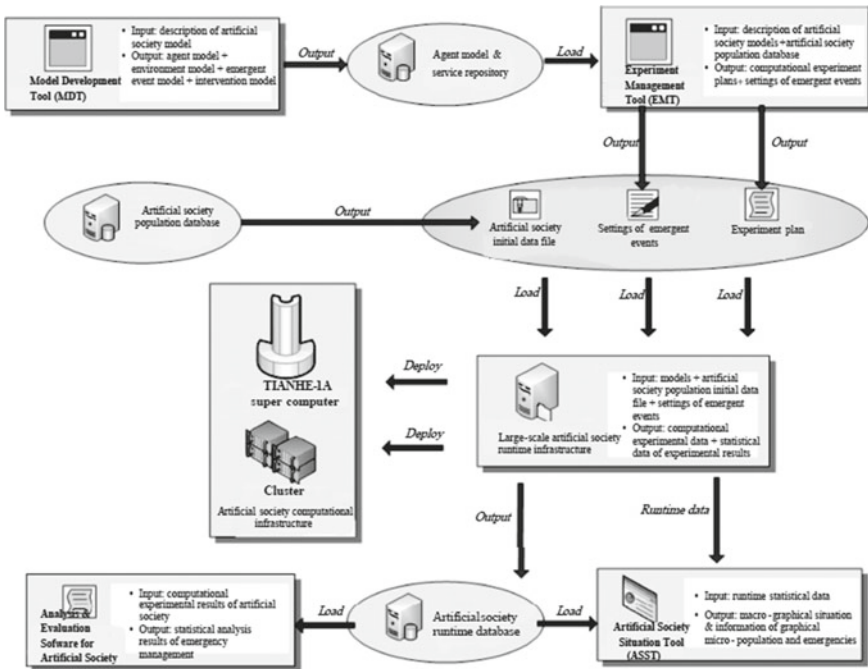 • Input: description of artificial
society model
• Output: agent model +
environment model + emergent
event model + intervention model
Model Development
Tool (MDT)
Output
Agent model &
service repository
Load
• Input: description of artificial
society models+artificial society
population database
• Output: computational experiment
plans+ settings of emergent events
Experiment
Management
Tool (EMT)
Output
Output
Artificial society
population database
Output
Artificial society
initial data file
Settings of emergent
events
Experiment plan
Load
Load
Load
TIANHE-1A
super computer
Cluster
Artificial society computational
infrastructure
Deploy
Deploy
Large-scale artificial society
runtime infrastructure
• Input: models + artificial
society population initial data
file + settings of emergent
events
• Output: computational
experimental data + statistical
data of experimental results
Output
Runtime data
Analysis &
Evaluation
Sofware for
Artificial Society
• Input: computational
experimental results of artificial
society
• Output: statistical analysis
results of emergency
management
Load
Artificial society
runtime database
Load
Artificial Society
Situation Tool
(ASST)
• Input: runtime statistical data
• Output: macro - graphical situation
& information of graphical
micro - population and emergencies